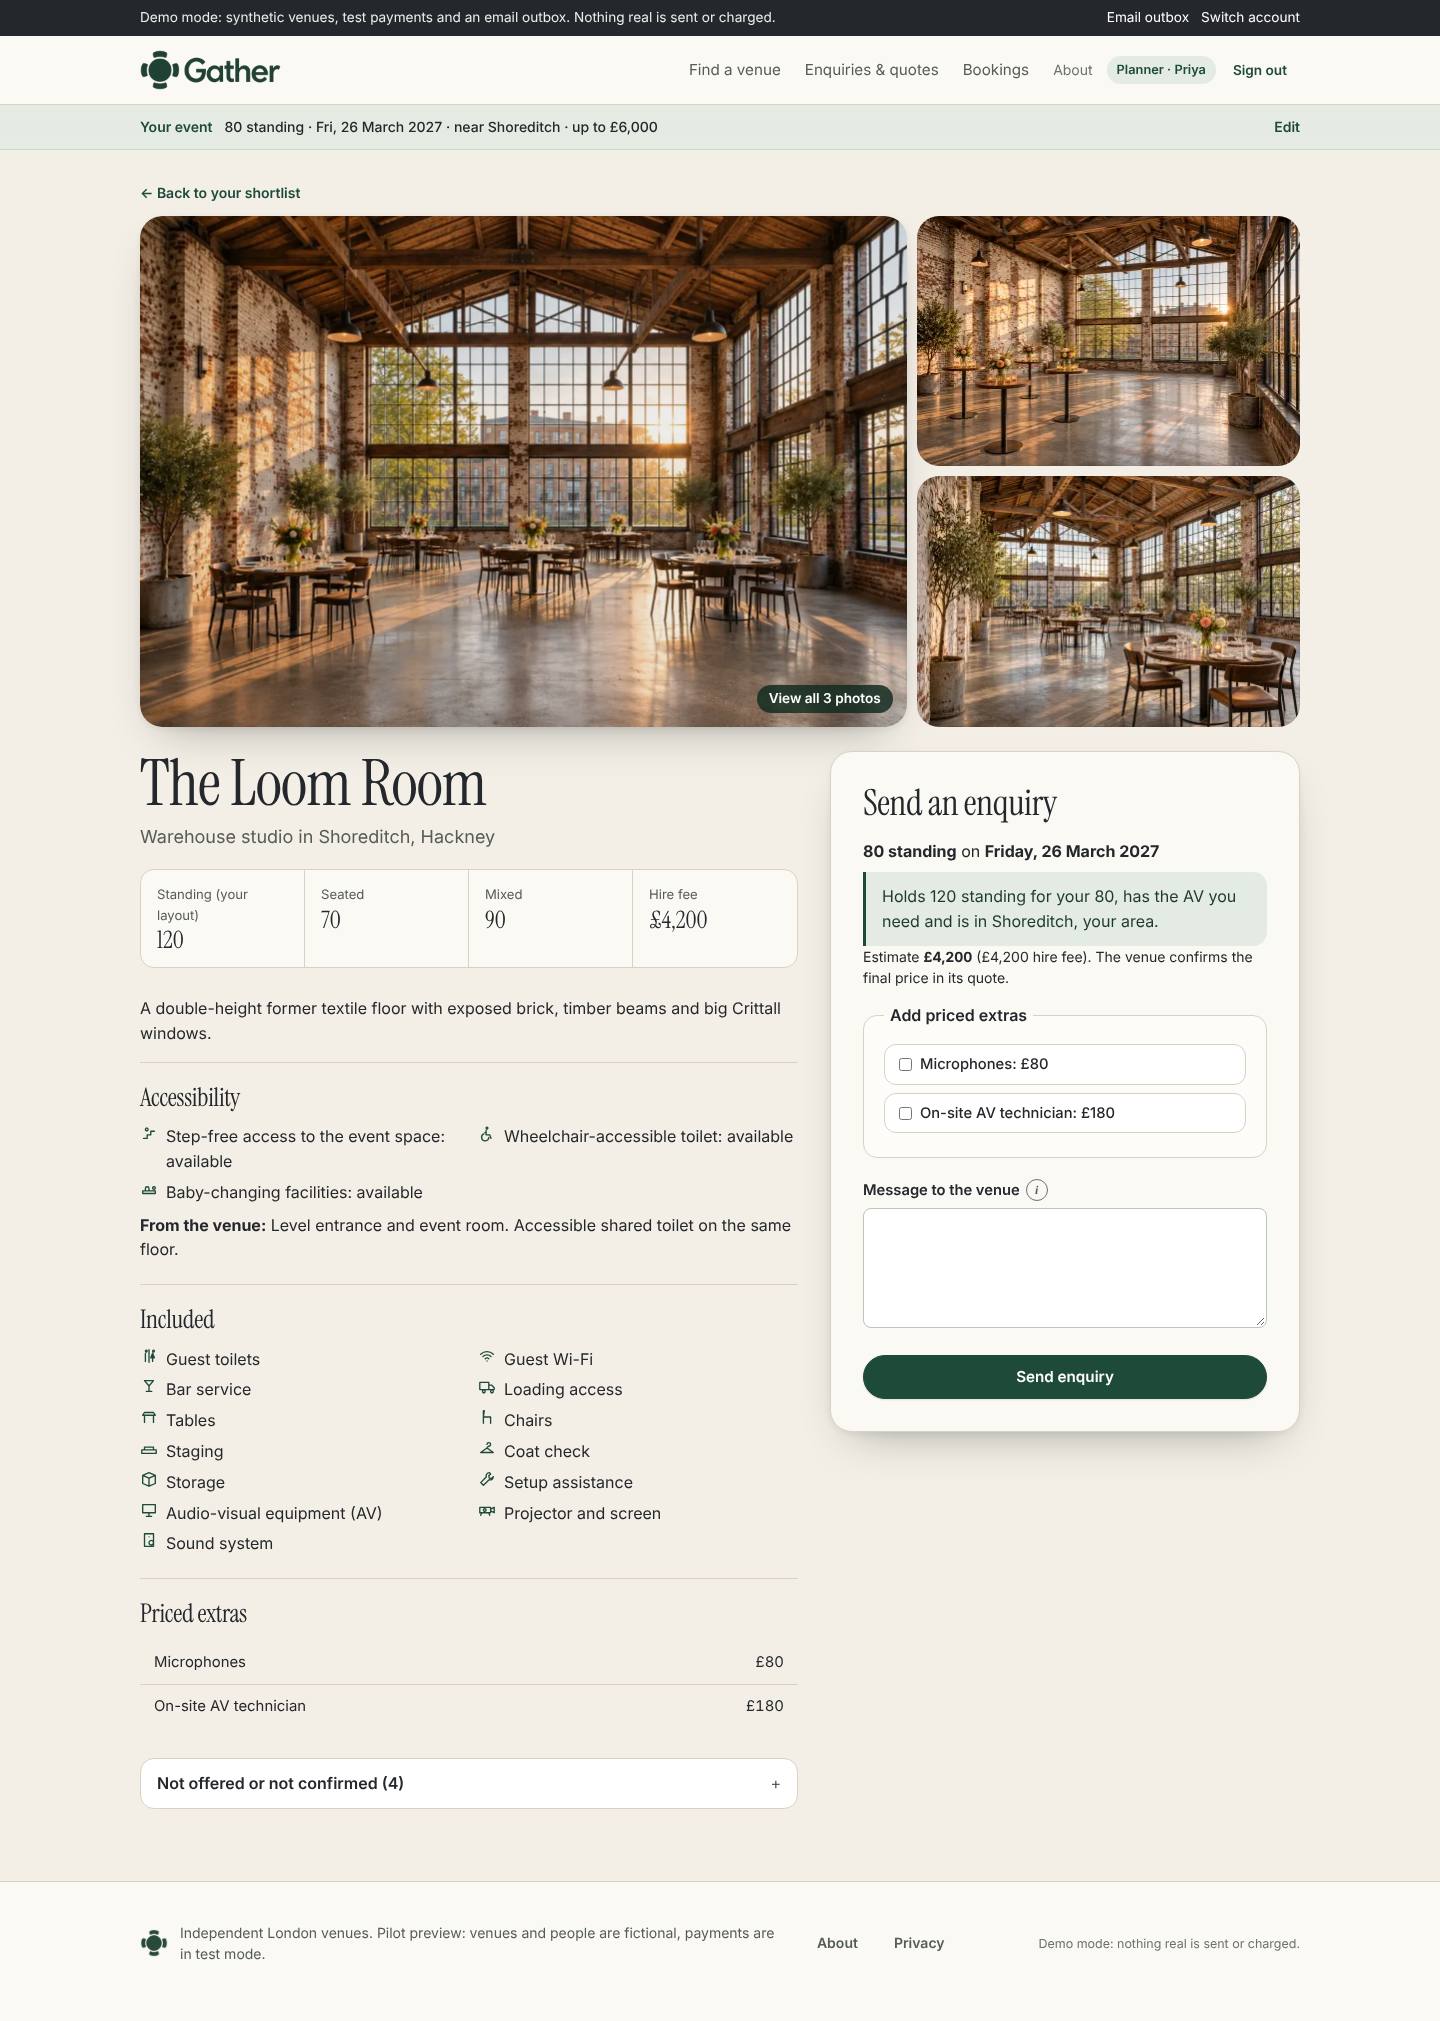 Demo mode: synthetic venues, test payments and an email outbox. Nothing real is sent or charged.
Email outbox Switch account
Gather
Find a venue Enquiries & quotes Bookings About Planner · Priya Sign out
Your event 80 standing · Fri, 26 March 2027 · near Shoreditch · up to £6,000
Edit
← Back to your shortlist
View all 3 photos
The Loom Room
Warehouse studio in Shoreditch, Hackney
Standing (your
layout)
120
Seated
70
Mixed
90
Hire fee
£4,200
A double-height former textile floor with exposed brick, timber beams and big Crittall
windows.
Accessibility
Step-free access to the event space:
available
Wheelchair-accessible toilet: available
Baby-changing facilities: available
From the venue: Level entrance and event room. Accessible shared toilet on the same
floor.
Included
Guest toilets
Guest Wi-Fi
Bar service
Loading access
Tables
Chairs
Staging
Coat check
Storage
Setup assistance
Audio-visual equipment (AV)
Projector and screen
Sound system
Priced extras
Microphones £80
On-site AV technician £180
Not offered or not confirmed (4) +
Send an enquiry
80 standing on Friday, 26 March 2027
Holds 120 standing for your 80, has the AV you
need and is in Shoreditch, your area.
Estimate £4,200 (£4,200 hire fee). The venue confirms the
final price in its quote.
Add priced extras
Microphones: £80
On-site AV technician: £180
Message to the venue i
Send enquiry
Independent London venues. Pilot preview: venues and people are fictional, payments are
in test mode.
About Privacy
Demo mode: nothing real is sent or charged.